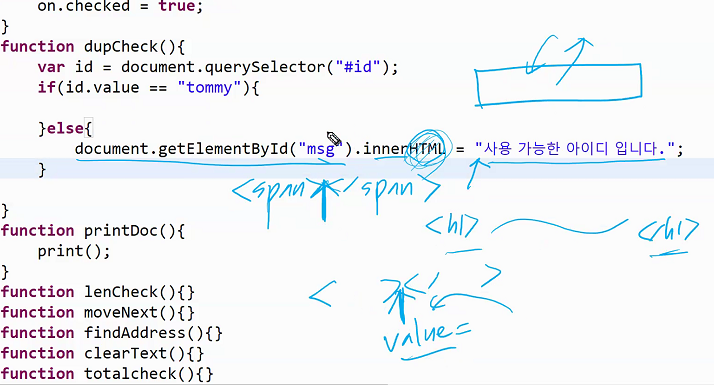 on.checked = true;
}
function dupCheck(){
var id = document.querySelector("#id");
if(id.value == "tommy"){
}else{
document.getElementById("msg").innerHTML = "사용 가능한 아이디 입니다.";
}
<span></span>
}
<h1> </h1>
function printDoc(){
print();
}
< ></ >
value=
function lenCheck(){}
function moveNext(){}
function findAddress(){}
function clearText(){}
function totalcheck(){}